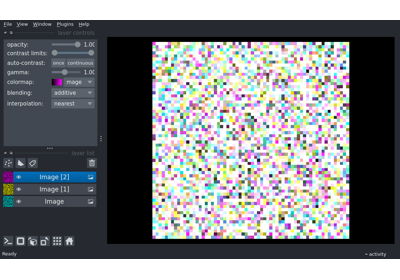 File View Window Plugins Help
layer controls
opacity: 1.00
contrast limits:
auto-contrast: once continuous
gamma: 1.00
colormap: mage
blending: additive
interpolation: nearest
layer list
Image [2]
Image [1]
Image
Ready
activity